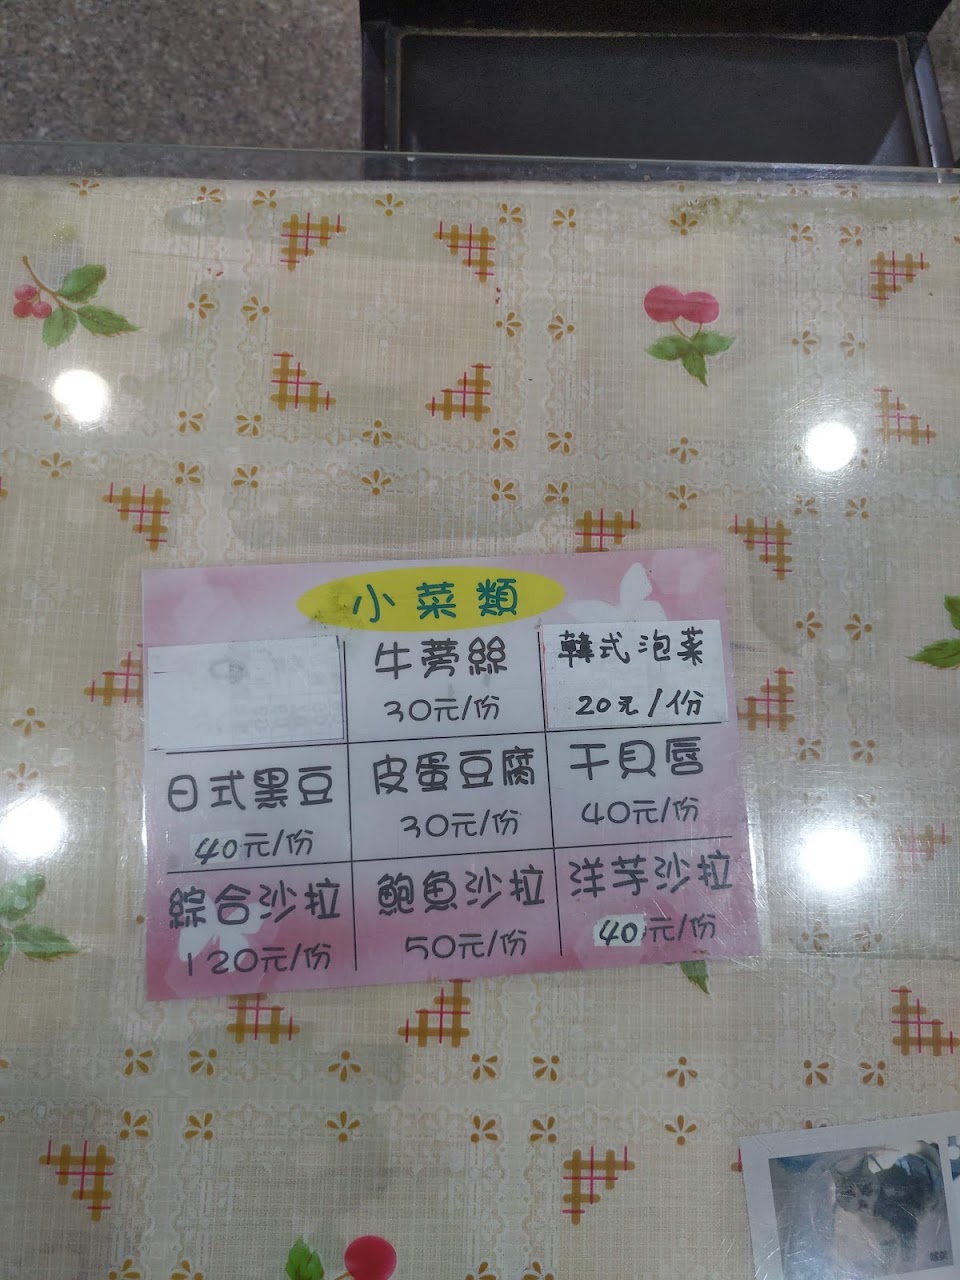 小菜類
牛蒡絲
30元/份
韓式泡菜
20元/份
日式黑豆
40元/份
皮蛋豆腐
30元/份
干貝唇
40元/份
綜合沙拉
120元/份
鮑魚沙拉
50元/份
洋芋沙拉
40元/份